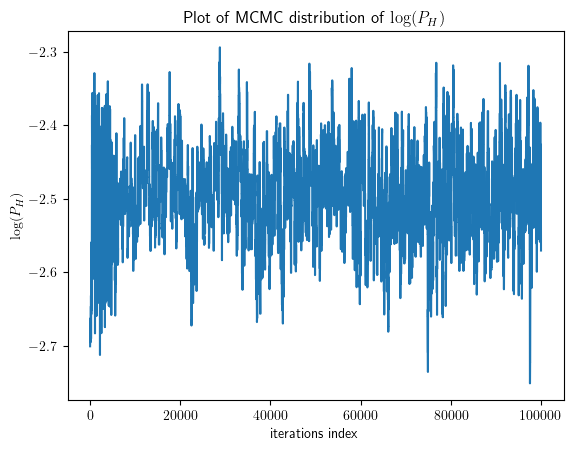 Plot of MCMC distribution of log(P_H)
−2.3
−2.4
−2.5
−2.6
−2.7
log(P_H)
0 20000 40000 60000 80000 100000
iterations index